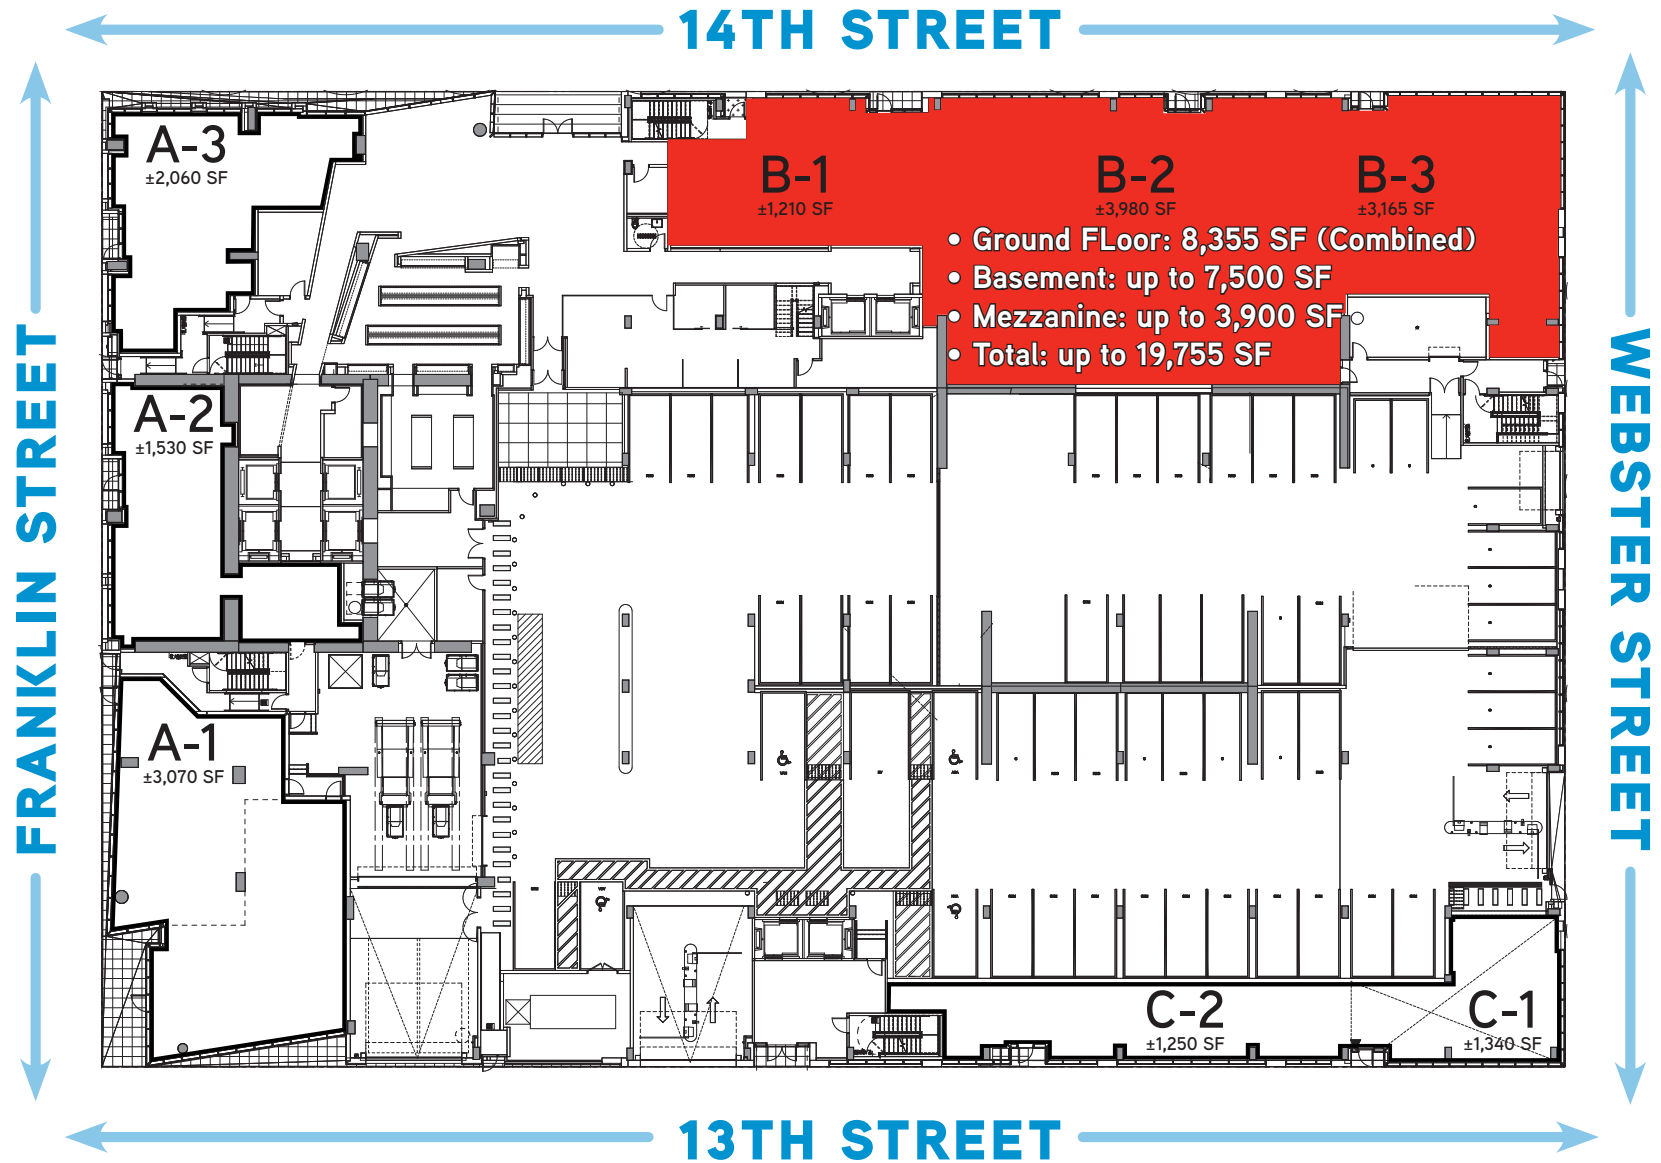 14TH STREET
FRANKLIN STREET
WEBSTER STREET
A-3
±2,060 SF
B-1
±1,210 SF
B-2
±3,980 SF
B-3
±3,165 SF
• Ground FLoor: 8,355 SF (Combined)
• Basement: up to 7,500 SF
• Mezzanine: up to 3,900 SF
• Total: up to 19,755 SF
A-2
±1,530 SF
A-1
±3,070 SF
C-2
±1,250 SF
C-1
±1,340 SF
13TH STREET